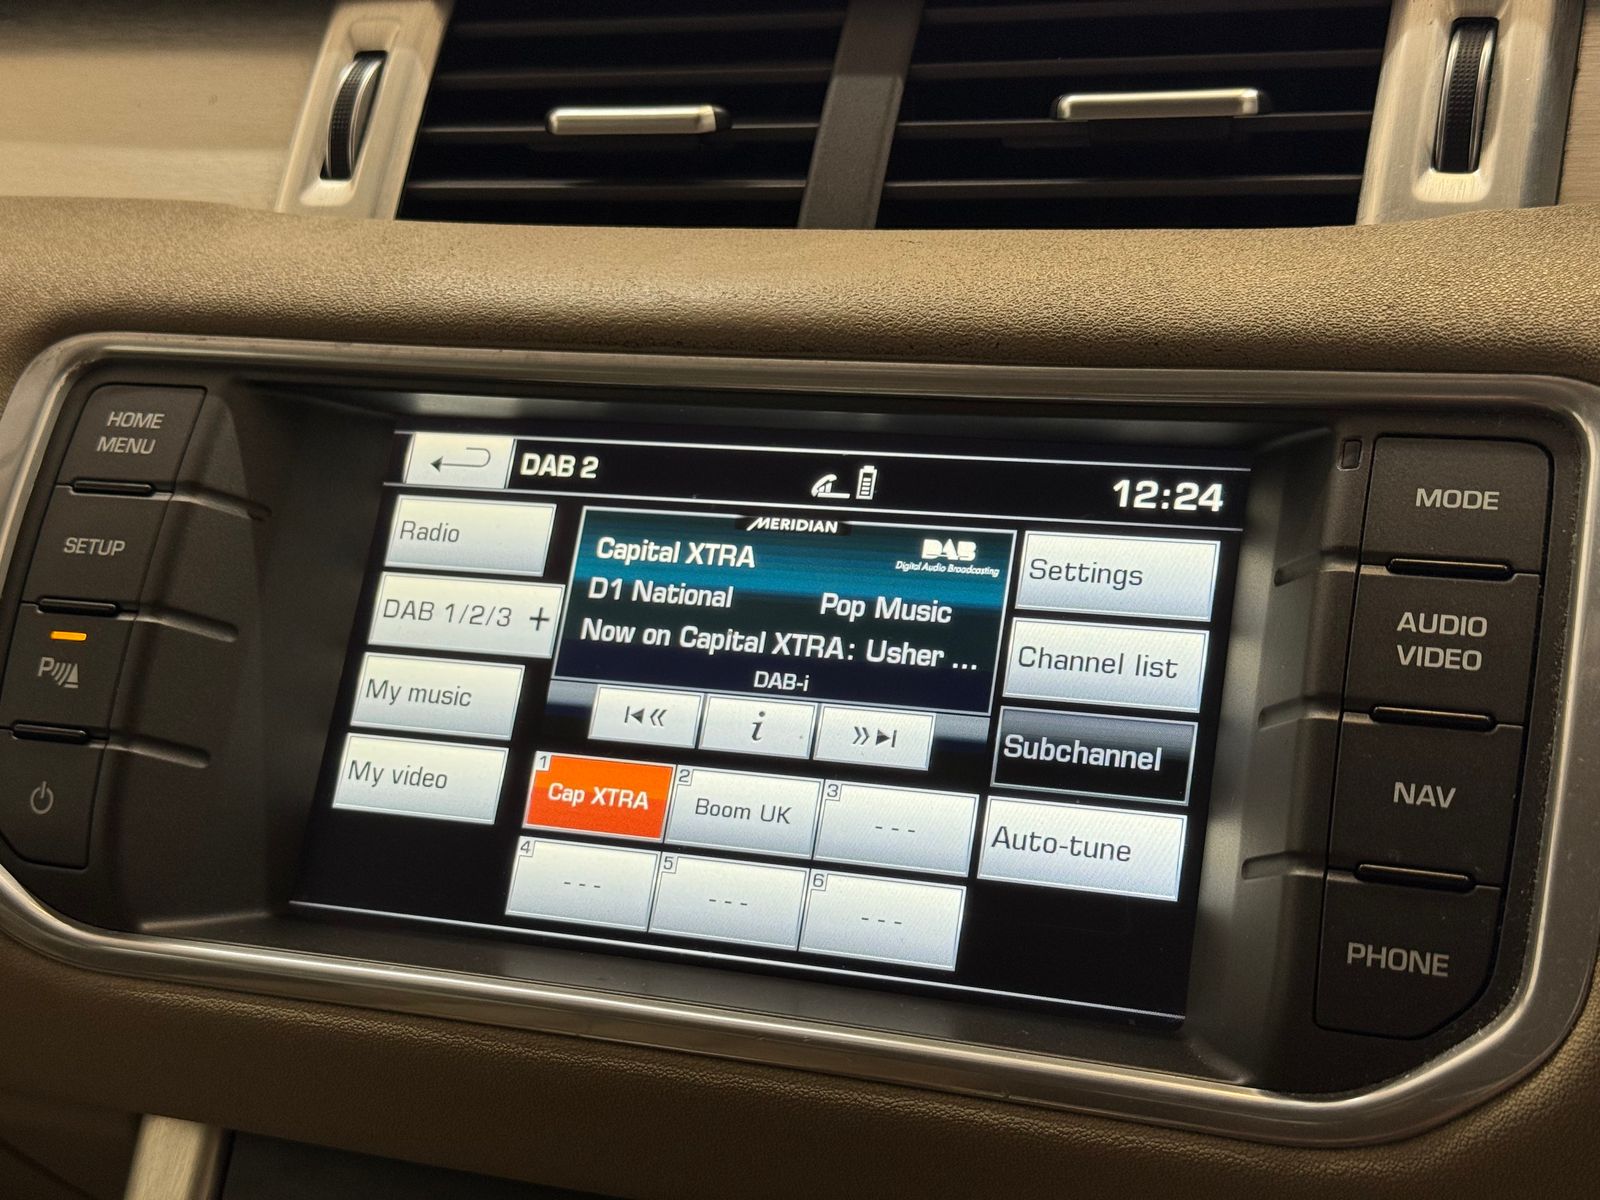 HOME
MENU
SETUP
P
DAB 2
12:24
Radio
DAB 1/2/3 +
My music
My video
MERIDIAN
Capital XTRA
DAB
Digital Audio Broadcasting
D1 National
Pop Music
Now on Capital XTRA: Usher ...
DAB-i
i
1
Cap XTRA
2
Boom UK
3
---
4
---
5
---
6
---
Settings
Channel list
Subchannel
Auto-tune
MODE
AUDIO
VIDEO
NAV
PHONE